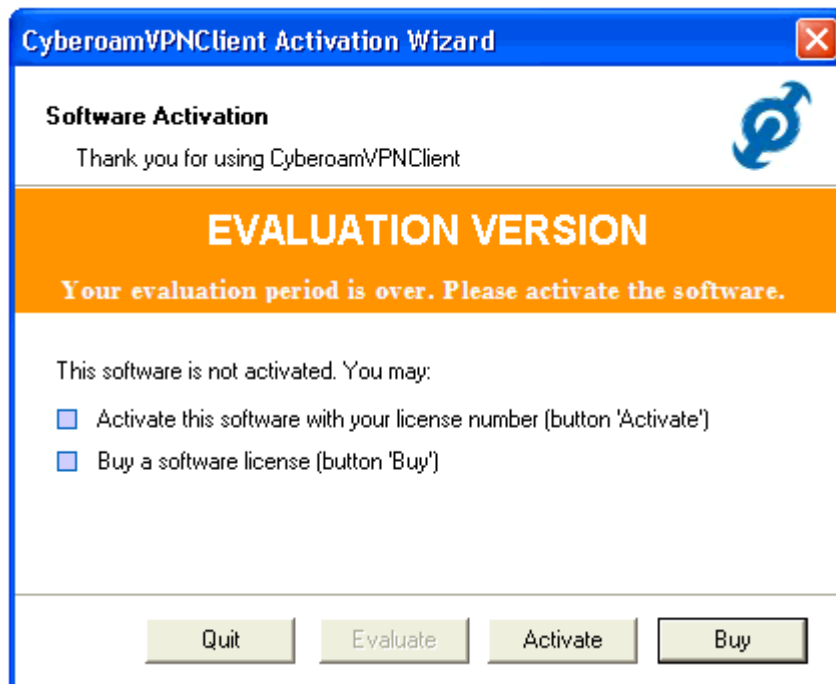 CyberoamVPNClient Activation Wizard
Software Activation
Thank you for using CyberoamVPNClient
EVALUATION VERSION
Your evaluation period is over. Please activate the software.
This software is not activated. You may:
Activate this software with your license number (button 'Activate')
Buy a software license (button 'Buy')
Quit Evaluate Activate Buy